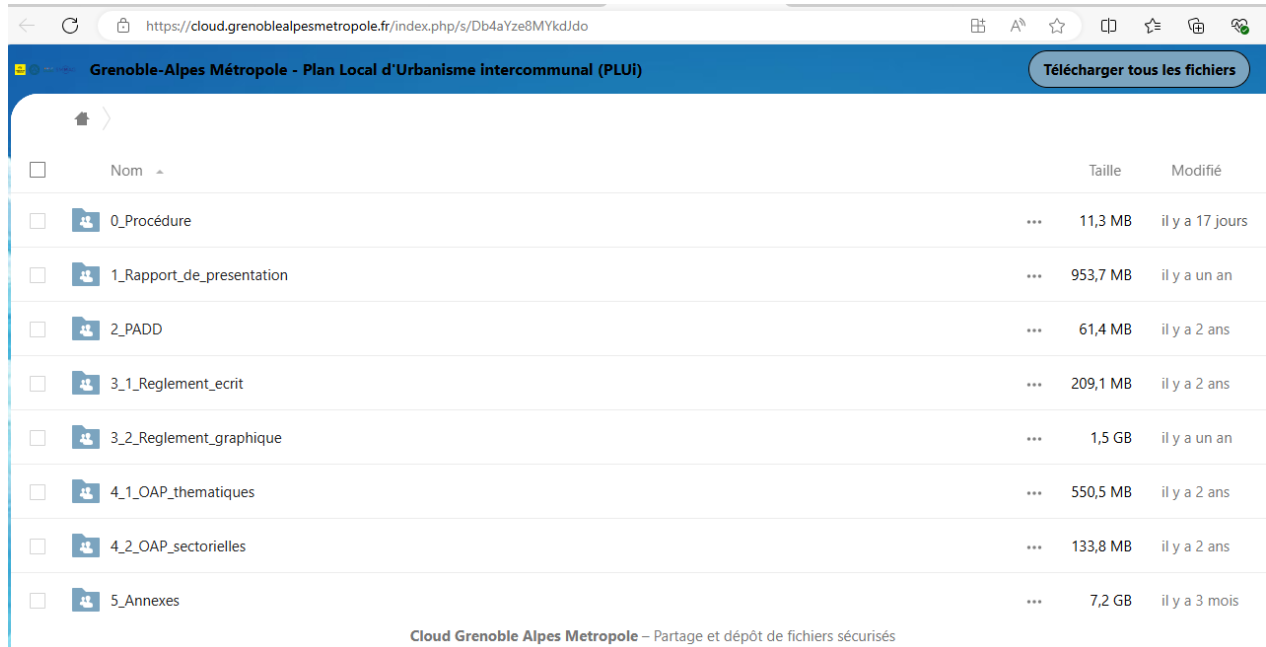 https://cloud.grenoblealpesmetropole.fr/index.php/s/Db4aYze8MYkdJdo
Grenoble-Alpes Métropole - Plan Local d'Urbanisme intercommunal (PLUi) Télécharger tous les fichiers
Nom Taille Modifié
0_Procédure ... 11,3 MB il y a 17 jours
1_Rapport_de_presentation ... 953,7 MB il y a un an
2_PADD ... 61,4 MB il y a 2 ans
3_1_Reglement_ecrit ... 209,1 MB il y a 2 ans
3_2_Reglement_graphique ... 1,5 GB il y a un an
4_1_OAP_thematiques ... 550,5 MB il y a 2 ans
4_2_OAP_sectorielles ... 133,8 MB il y a 2 ans
5_Annexes ... 7,2 GB il y a 3 mois
Cloud Grenoble Alpes Metropole – Partage et dépôt de fichiers sécurisés